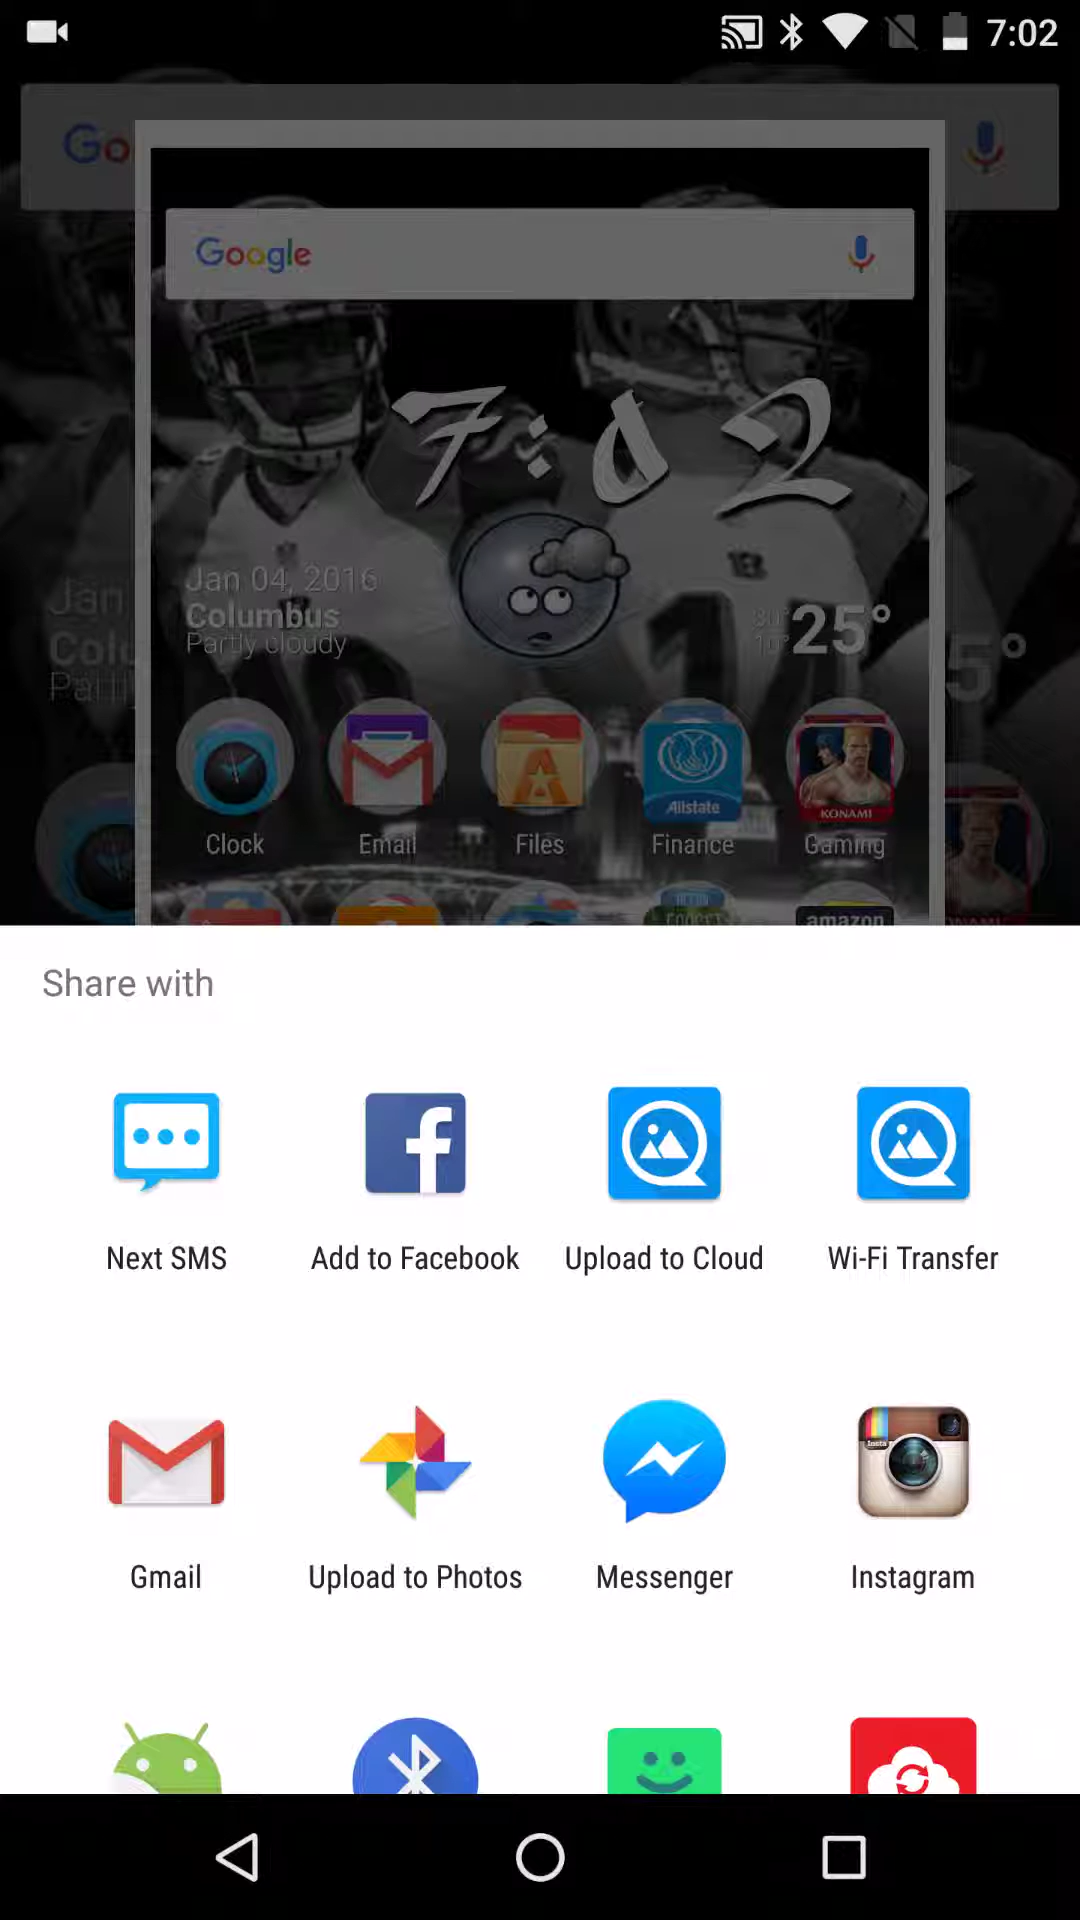 7:02
Google
7:02
Jan 04, 2016
Columbus
Partly cloudy
25°
Allstate
KONAMI
Clock
Email
Files
Finance
Gaming
amazon
Share with
Next SMS
Add to Facebook
Upload to Cloud
Wi-Fi Transfer
Insta
Gmail
Upload to Photos
Messenger
Instagram